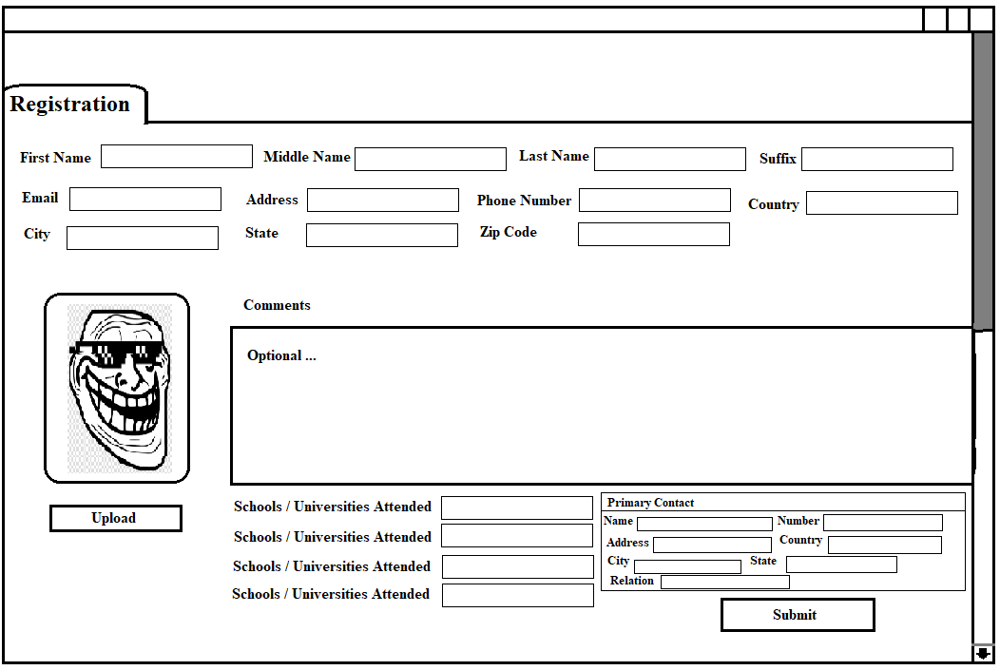 Registration
First Name Middle Name Last Name Suffix
Email Address Phone Number Country
City State Zip Code
Comments
Optional ...
Upload
Schools / Universities Attended
Schools / Universities Attended
Schools / Universities Attended
Schools / Universities Attended
Primary Contact
Name Number
Address Country
City State
Relation
Submit